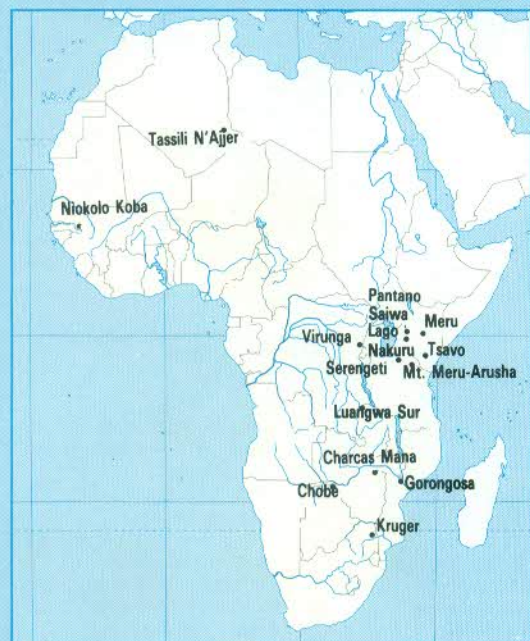 Tassili N'Ajjer
Niokolo Koba
Pantano
Saiwa
Lago
Meru
Virunga
Nakuru
Tsavo
Serengeti
Mt. Meru-Arusha
Luangwa Sur
Charcas Mana
Chobe
Gorongosa
Kruger